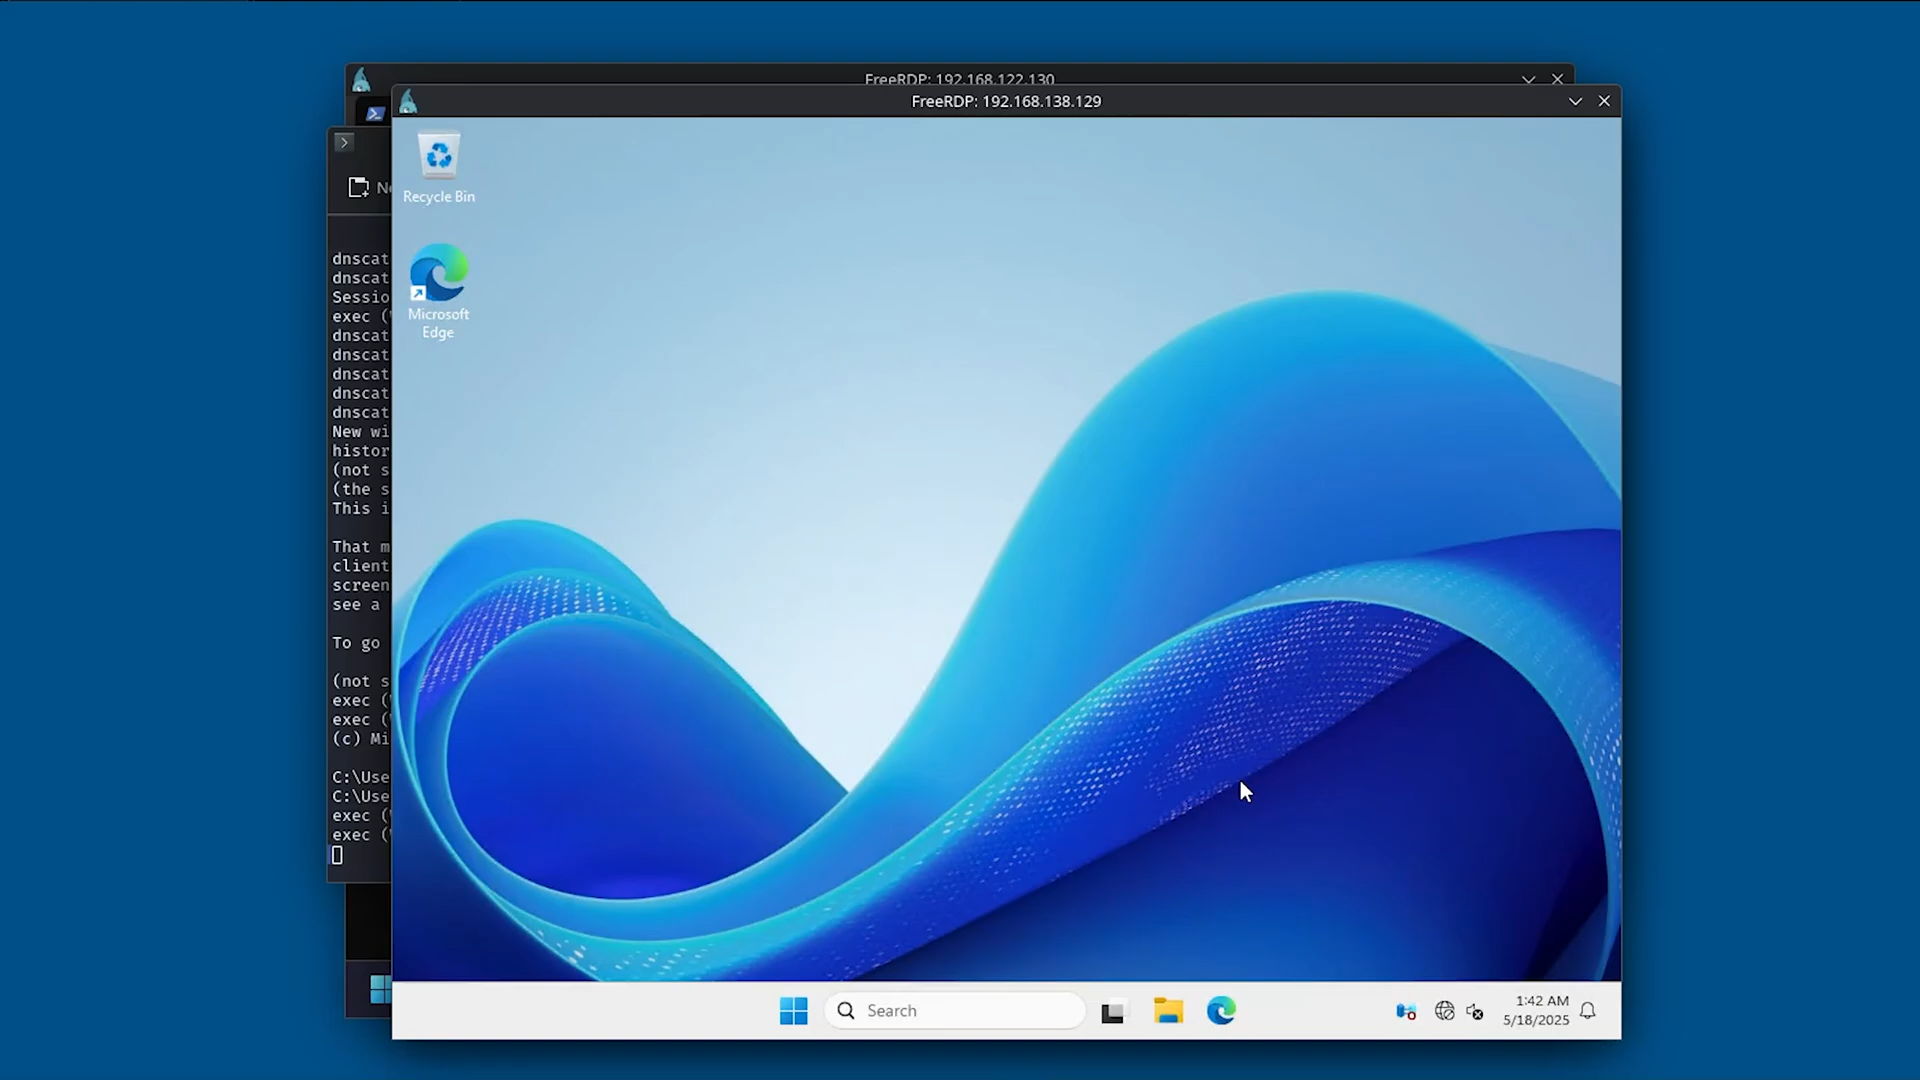 FreeRDP: 192.168.122.130
FreeRDP: 192.168.138.129
Recycle Bin
Microsoft
Edge
Ne
dnscat
dnscat
Sessio
exec (
dnscat
dnscat
dnscat
dnscat
dnscat
New wi
histor
(not s
(the s
This i
That m
client
screen
see a
To go
(not s
exec (
exec (
(c) Mi
C:\Use
C:\Use
exec (
exec (
Search
1:42 AM
5/18/2025